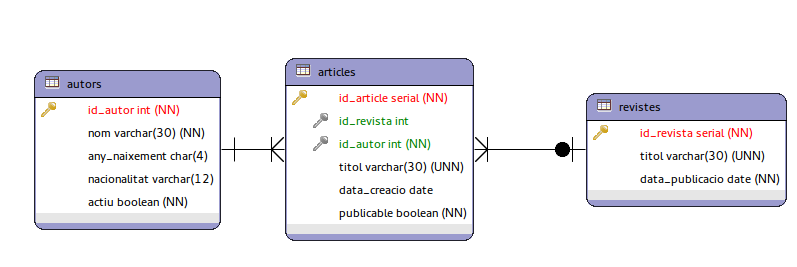 autors
id_autor int (NN)
nom varchar(30) (NN)
any_naixement char(4)
nacionalitat varchar(12)
actiu boolean (NN)
articles
id_article serial (NN)
id_revista int
id_autor int (NN)
titol varchar(30) (UNN)
data_creacio date
publicable boolean (NN)
revistes
id_revista serial (NN)
titol varchar(30) (UNN)
data_publicacio date (NN)